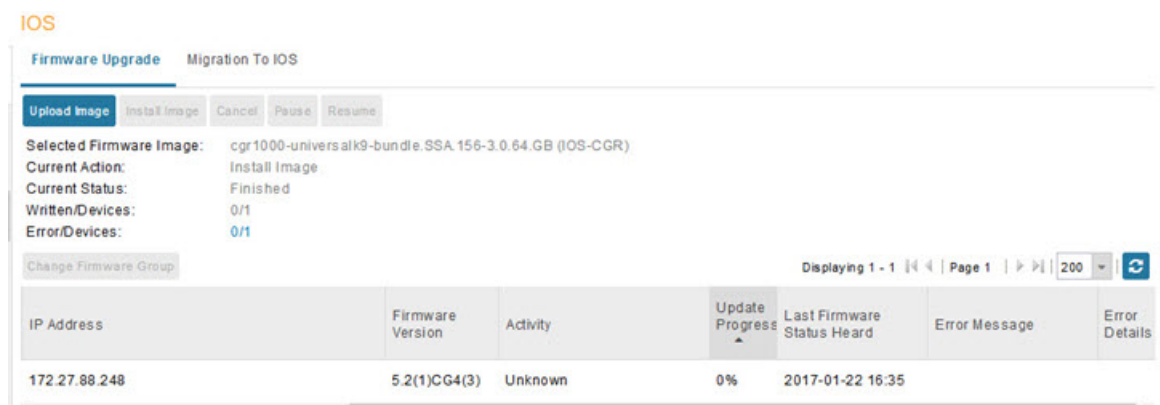 IOS
Firmware Upgrade Migration To IOS
Upload Image Install Image Cancel Pause Resume
Selected Firmware Image: cgr1000-universalk9-bundle.SSA.156-3.0.64.GB (IOS-CGR)
Current Action: Install Image
Current Status: Finished
Written/Devices: 0/1
Error/Devices: 0/1
Change Firmware Group Displaying 1 - 1 Page 1 200
IP Address Firmware Version Activity Update Progress Last Firmware Status Heard Error Message Error Details
172.27.88.248 5.2(1)CG4(3) Unknown 0% 2017-01-22 16:35